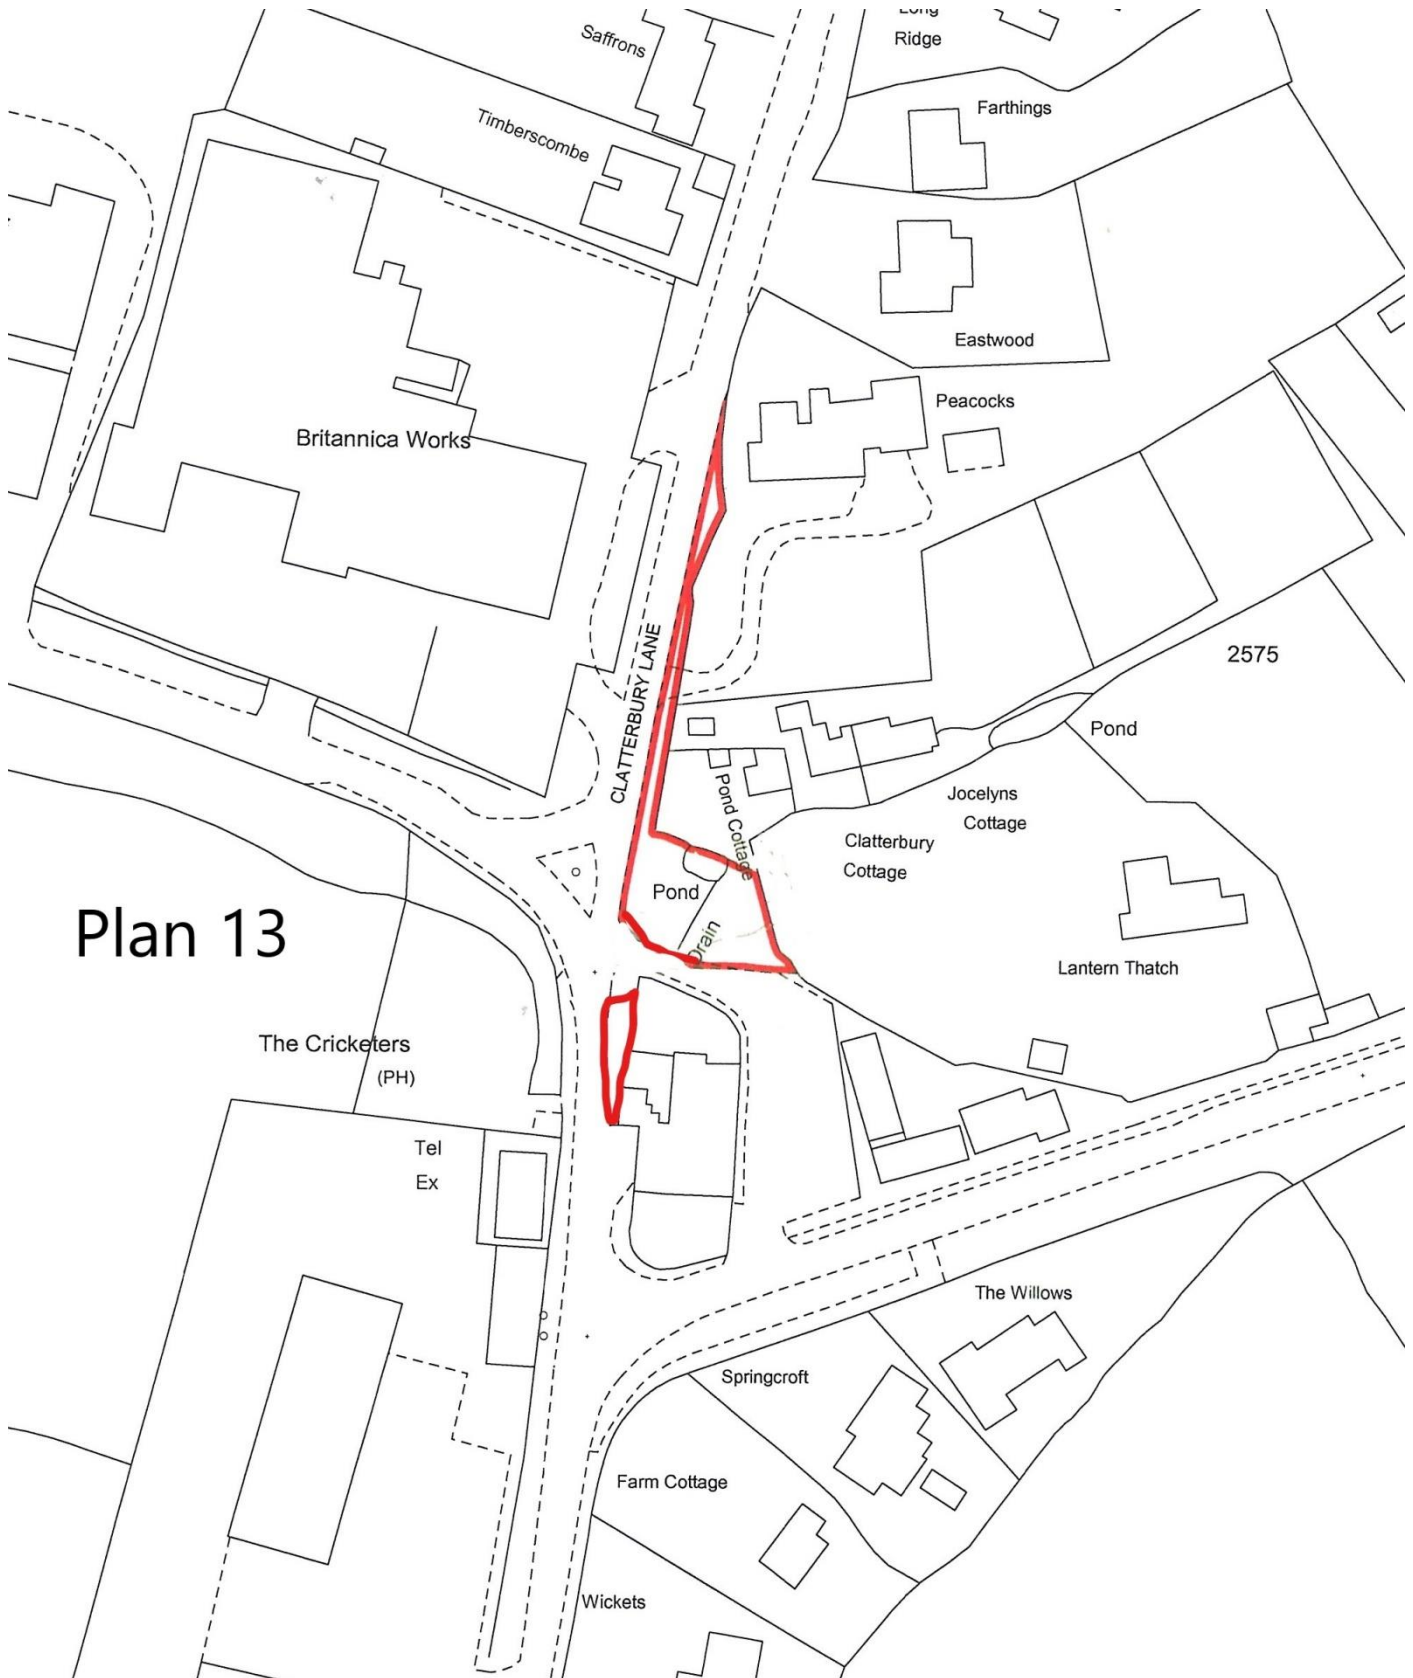 Long
Ridge
Saffrons
Farthings
Timberscombe
Eastwood
Peacocks
Britannica Works
CLATTERBURY LANE
2575
Pond
Pond Cottage
Jocelyns
Cottage
Clatterbury
Cottage
Pond
Drain
Plan 13
Lantern Thatch
The Cricketers
(PH)
Tel
Ex
The Willows
Springcroft
Farm Cottage
Wickets